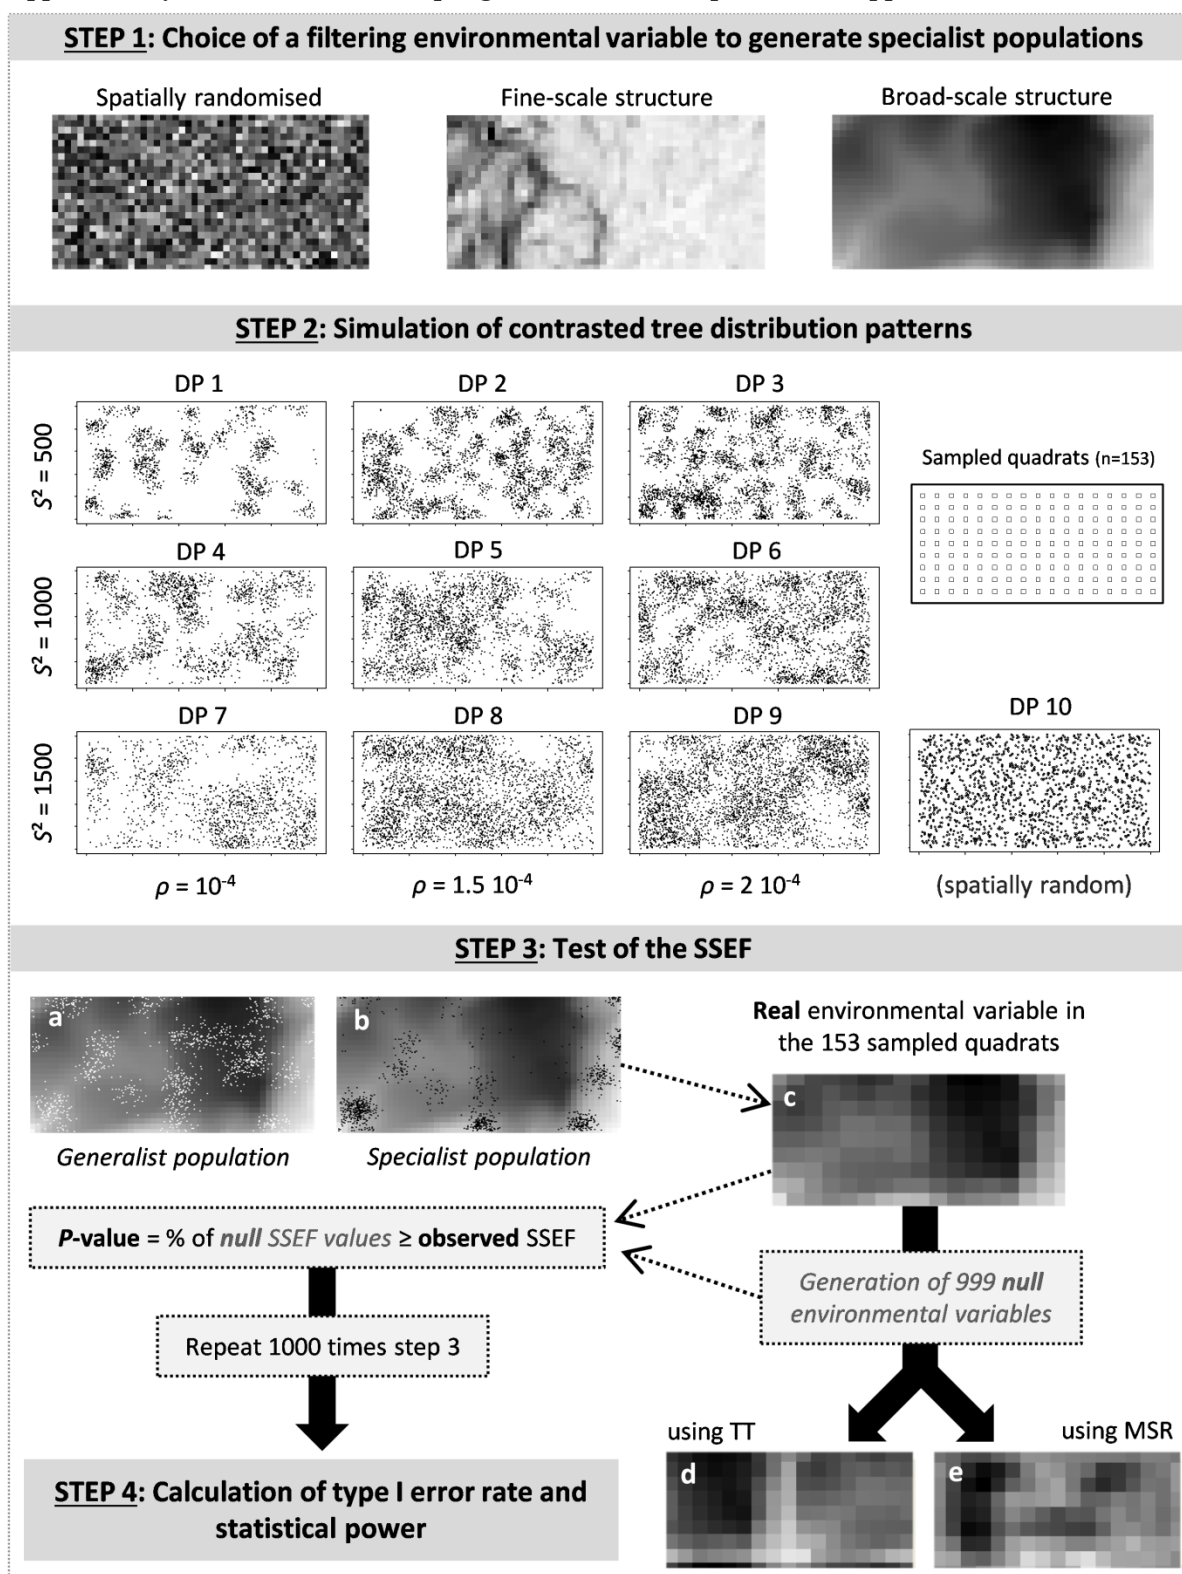 STEP 1: Choice of a filtering environmental variable to generate specialist populations
Spatially randomised
Fine-scale structure
Broad-scale structure
STEP 2: Simulation of contrasted tree distribution patterns
DP 1
DP 2
DP 3
S² = 500
Sampled quadrats (n=153)
DP 4
DP 5
DP 6
S² = 1000
DP 7
DP 8
DP 9
DP 10
S² = 1500
ρ = 10⁻⁴
ρ = 1.5 10⁻⁴
ρ = 2 10⁻⁴
(spatially random)
STEP 3: Test of the SSEF
a
b
Real environmental variable in
the 153 sampled quadrats
c
Generalist population
Specialist population
P-value = % of null SSEF values ≥ observed SSEF
Generation of 999 null
environmental variables
Repeat 1000 times step 3
using TT
using MSR
d
e
STEP 4: Calculation of type I error rate and
statistical power